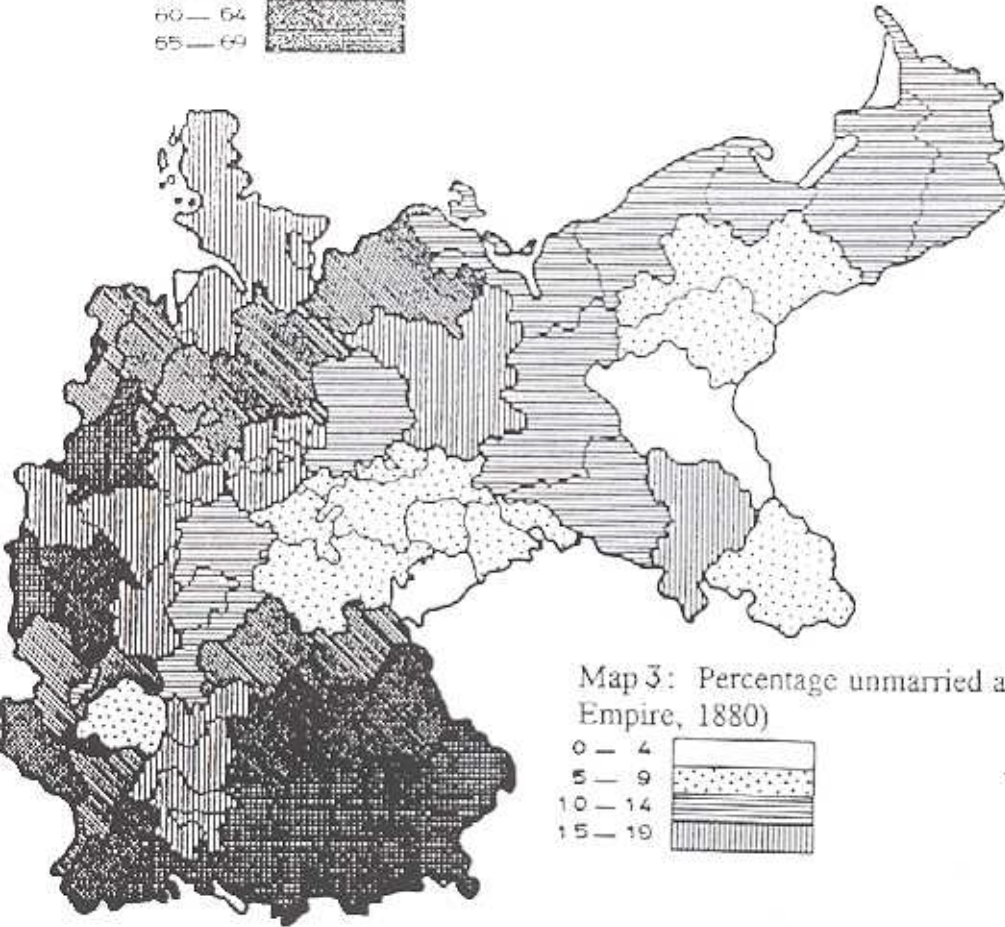 60 — 64
65 — 69
Map 3: Percentage unmarried a
Empire, 1880)
0 — 4
5 — 9
10 — 14
15 — 19